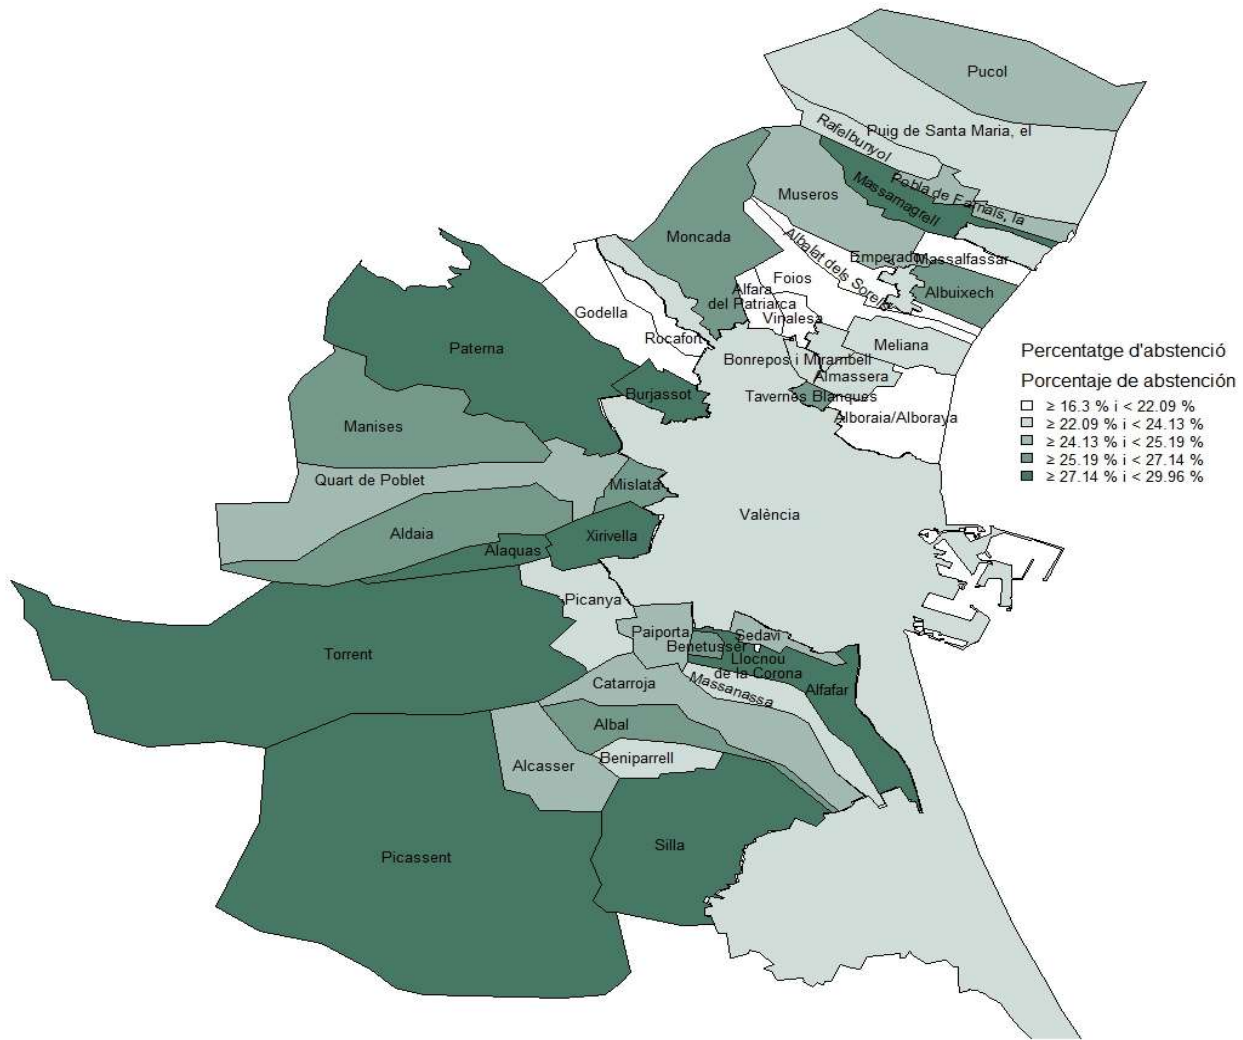 Pucol
Puig de Santa Maria, el
Rafelbunyol
Pobla de Farnals, la
Massamagrell
Museros
Moncada
Albalat dels Sorells
Emperador
Massalfassar
Foios
Albuixech
Alfara
del Patriarca
Vinalesa
Godella
Rocafort
Meliana
Paterna
Bonrepos i Mirambell
Almassera
Burjassot
Tavernes Blanques
Alboraia/Alboraya
Manises
Quart de Poblet
Mislata
València
Aldaia
Xirivella
Alaquas
Picanya
Paiporta
Sedaví
Benetusser
Torrent
Llocnou
de la Corona
Catarroja
Massanassa
Alfafar
Albal
Beniparrell
Alcasser
Silla
Picassent
Percentatge d'abstenció
Porcentaje de abstención
≥ 16.3 % i < 22.09 %
≥ 22.09 % i < 24.13 %
≥ 24.13 % i < 25.19 %
≥ 25.19 % i < 27.14 %
≥ 27.14 % i < 29.96 %